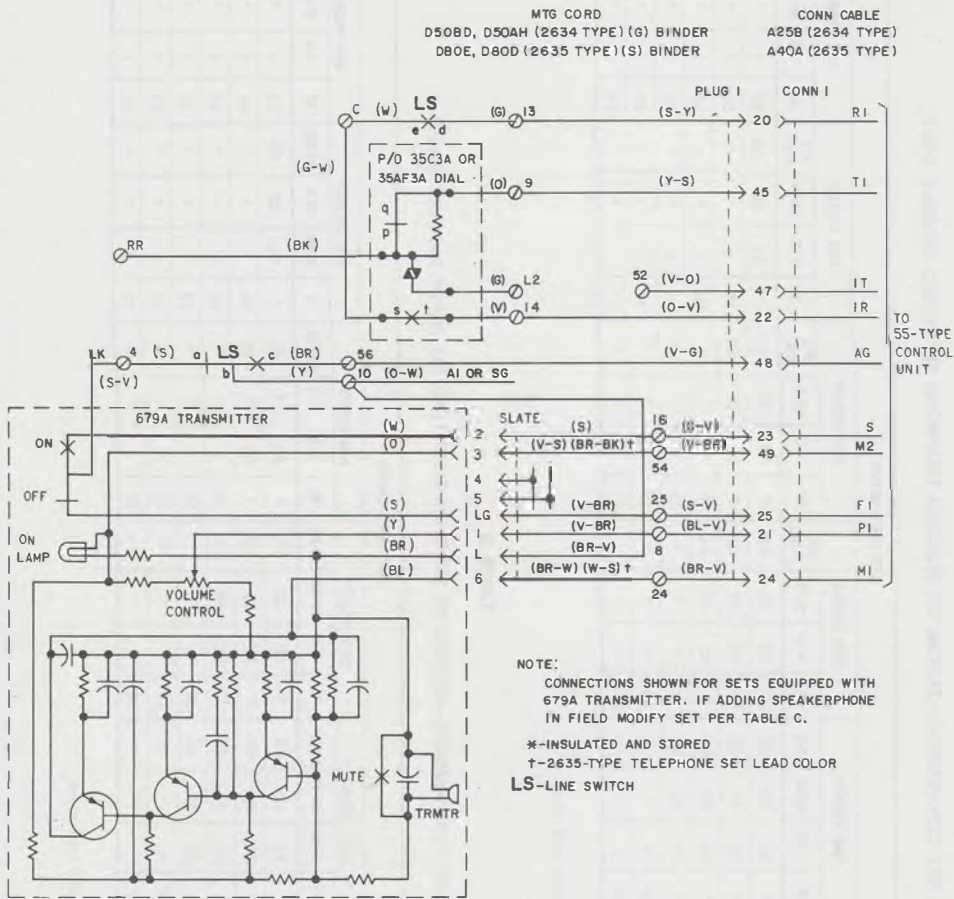 MTG CORD
D50BD, D50AH (2634 TYPE) (G) BINDER
D80E, D80D (2635 TYPE) (S) BINDER
CONN CABLE
A25B (2634 TYPE)
A40A (2635 TYPE)
PLUG 1 CONN 1
C (W) LS (G) 13 (S-Y) 20 R1
e d
(G-W)
P/O 35C3A OR
35AF3A DIAL
(O) 9 (Y-S) 45 T1
q
p
RR (BK)
(G) L2 52 (V-O) 47 1T
s t (V) 14 (O-V) 22 1R
TO
55-TYPE
CONTROL
UNIT
LK 4 (S) a LS c (BR) 56 (V-G) 48 AG
(S-V) b (Y) 10 (O-W) A1 OR SG
679A TRANSMITTER
SLATE
ON (W) 2 (S) 16 (G-V) 23 S
(O) 3 (V-S) (BR-BK)† 54 (V-BR) 49 M2
4
OFF 5
(S) LG (V-BR) 25 (S-V) 25 F1
(Y) 1 (V-BR) 8 (BL-V) 21 P1
ON
LAMP
(BR) L (BR-V)
(BL) 6 (BR-W) (W-S)† 24 (BR-V) 24 M1
VOLUME
CONTROL
MUTE
TRMTR
NOTE:
CONNECTIONS SHOWN FOR SETS EQUIPPED WITH
679A TRANSMITTER. IF ADDING SPEAKERPHONE
IN FIELD MODIFY SET PER TABLE C.
*-INSULATED AND STORED
†-2635-TYPE TELEPHONE SET LEAD COLOR
LS-LINE SWITCH